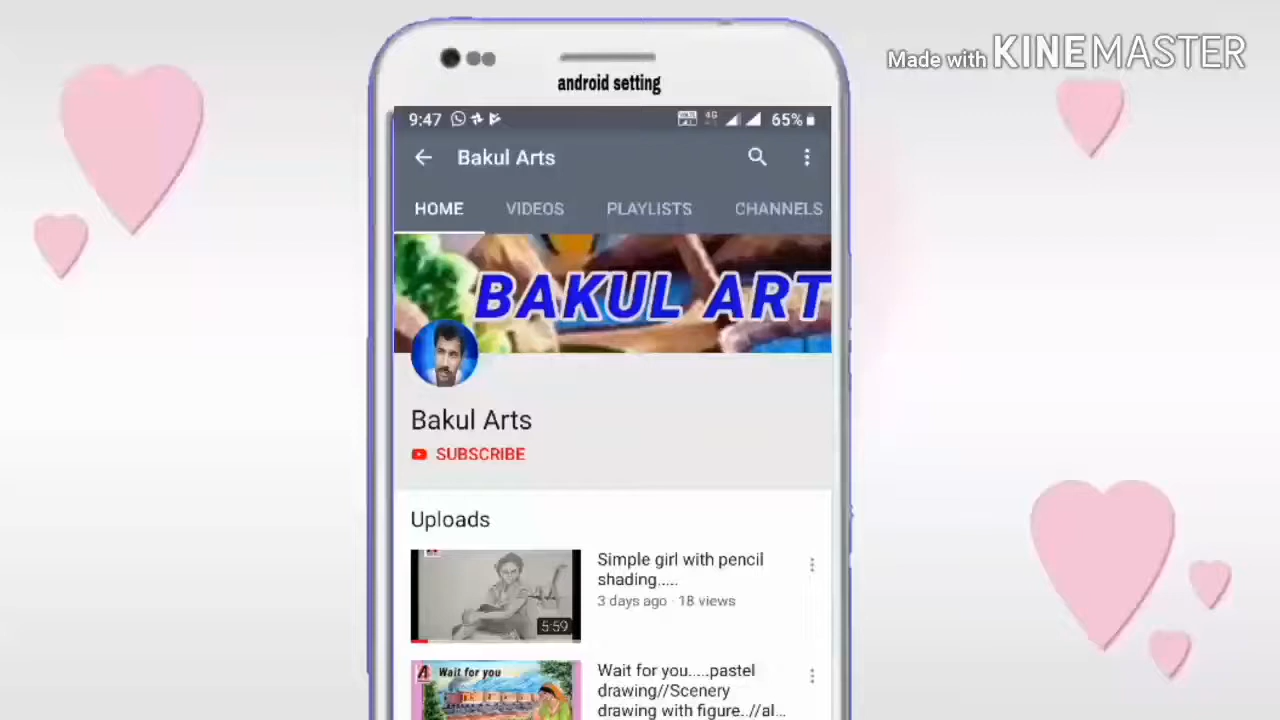 Made with KINEMASTER
android setting
9:47 4G 65%
Bakul Arts
HOME VIDEOS PLAYLISTS CHANNELS
BAKUL ART
Bakul Arts
SUBSCRIBE
Uploads
Simple girl with pencil
shading.....
3 days ago · 18 views
5:59
Wait for you
Wait for you.....pastel
drawing//Scenery
drawing with figure..//al...